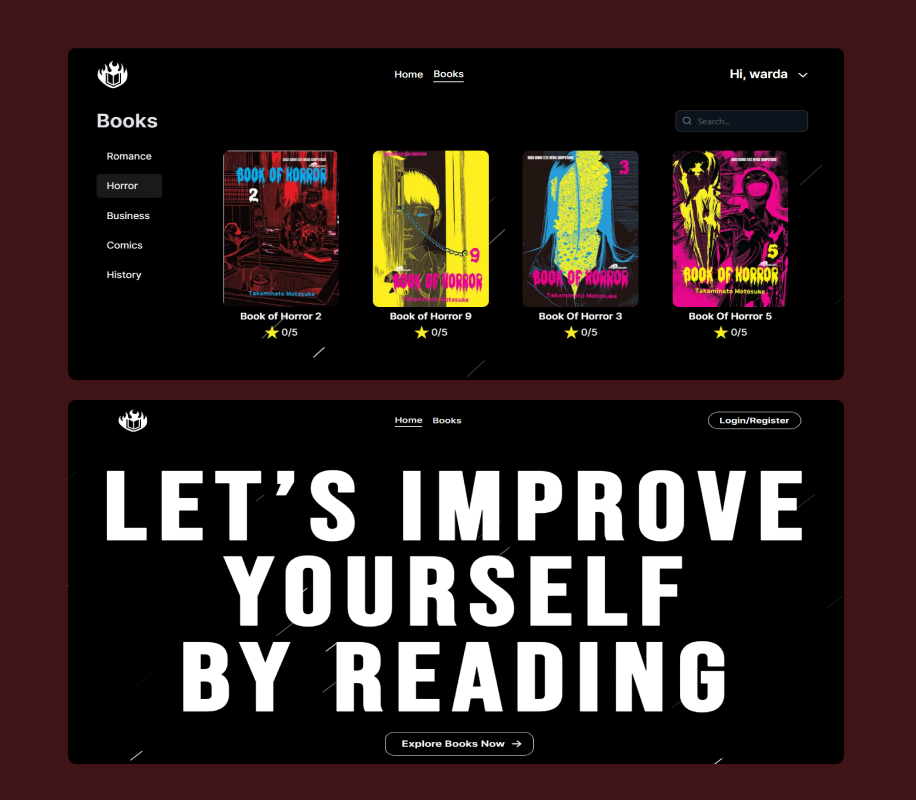 Home Books Hi, warda
Books
Search...
Romance
Horror
Business
Comics
History
BOOK OF HORROR
2
Takaminato Motosuke
9
BOOK OF HORROR
Takaminato Motosuke
3
BOOK OF HORROR
Takaminato Motosuke
5
BOOK OF HORROR
Takaminato Motosuke
Book of Horror 2 Book of Horror 9 Book Of Horror 3 Book Of Horror 5
0/5 0/5 0/5 0/5
Home Books Login/Register
LET’S IMPROVE
YOURSELF
BY READING
Explore Books Now →